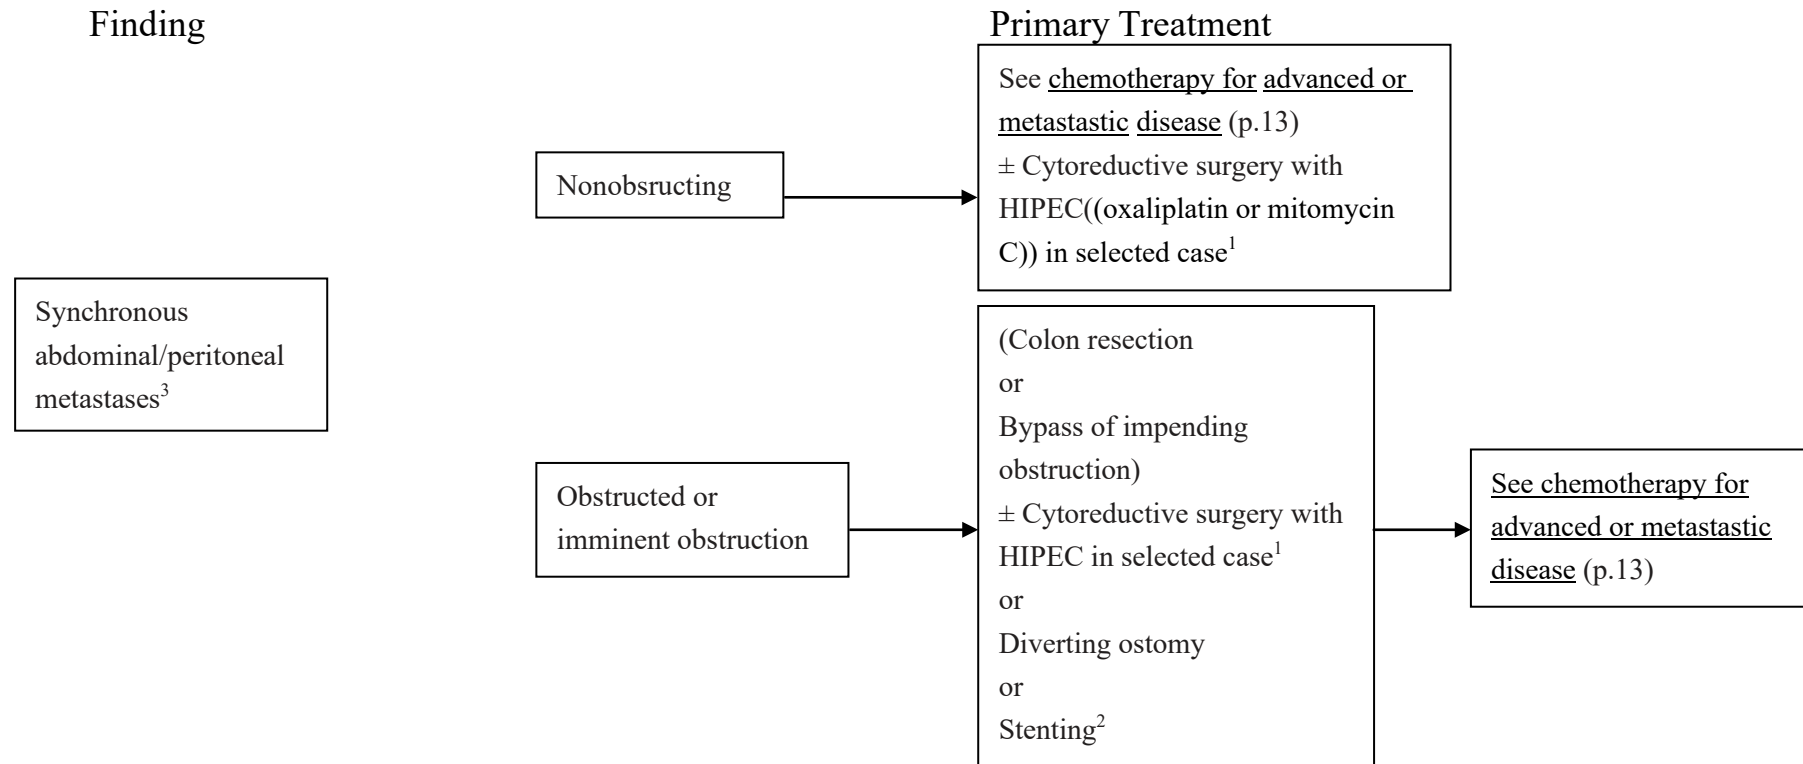 Finding
Primary Treatment
See chemotherapy for advanced or
metastastic disease (p.13)
± Cytoreductive surgery with
HIPEC((oxaliplatin or mitomycin
C)) in selected case1
Nonobsructing
Synchronous
abdominal/peritoneal
metastases3
(Colon resection
or
Bypass of impending
obstruction)
± Cytoreductive surgery with
HIPEC in selected case1
or
Diverting ostomy
or
Stenting2
Obstructed or
imminent obstruction
See chemotherapy for
advanced or metastastic
disease (p.13)